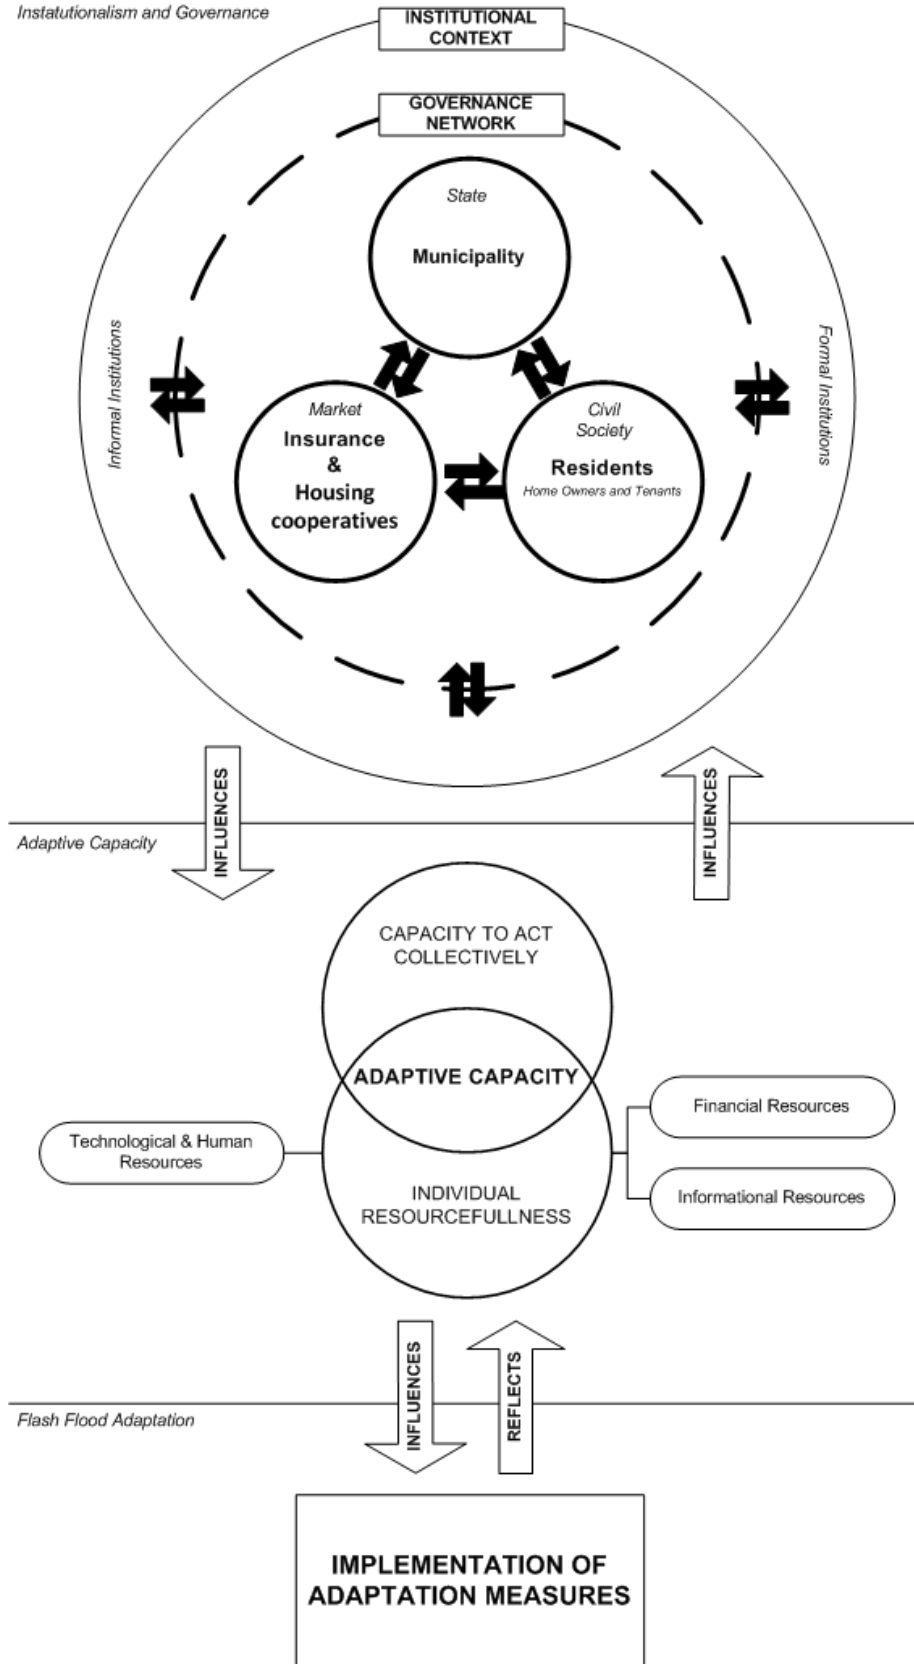 Instatutionalism and Governance
INSTITUTIONAL
CONTEXT
GOVERNANCE
NETWORK
State
Municipality
Informal Institutions
Formal Institutions
Market
Insurance
&
Housing
cooperatives
Civil
Society
Residents
Home Owners and Tenants
INFLUENCES
INFLUENCES
Adaptive Capacity
CAPACITY TO ACT
COLLECTIVELY
ADAPTIVE CAPACITY
Technological & Human
Resources
Financial Resources
Informational Resources
INDIVIDUAL
RESOURCEFULLNESS
INFLUENCES
REFLECTS
Flash Flood Adaptation
IMPLEMENTATION OF
ADAPTATION MEASURES